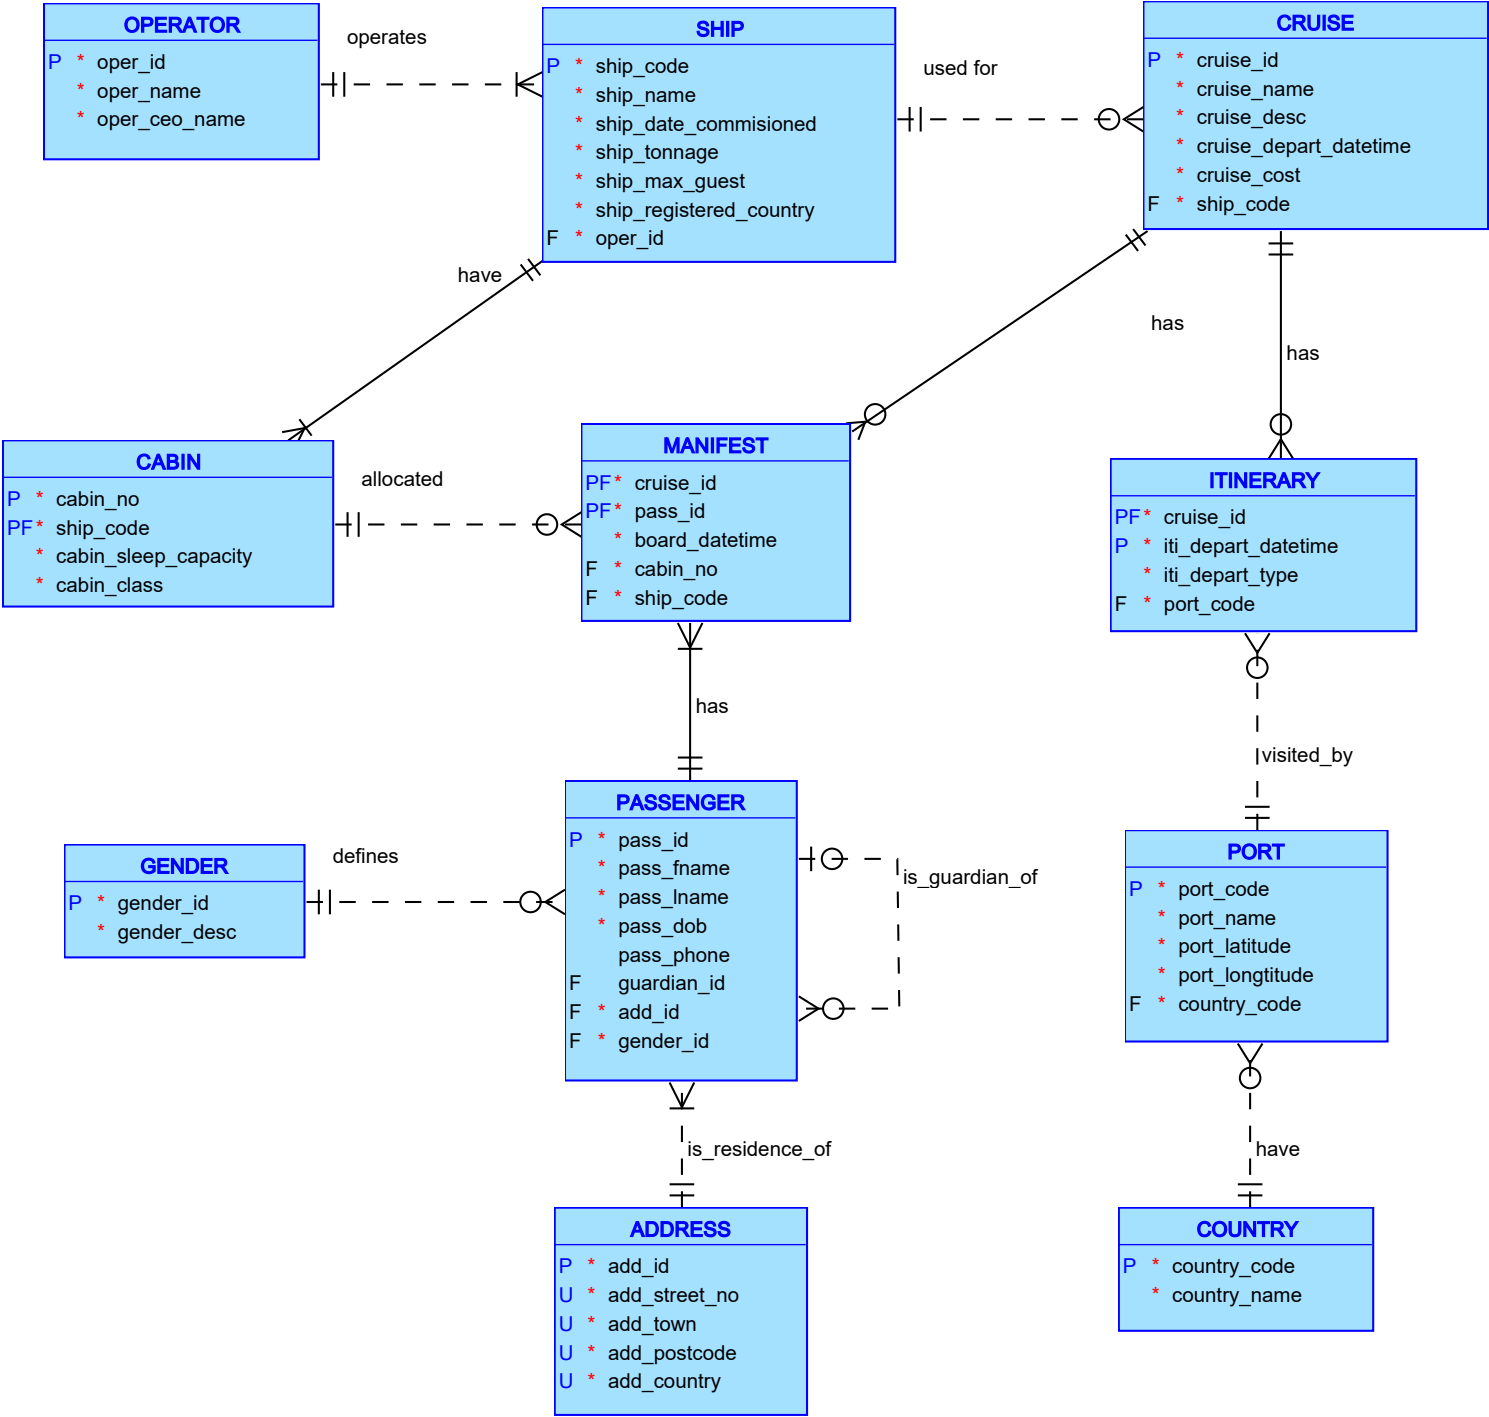 OPERATOR
P * oper_id
* oper_name
* oper_ceo_name
operates
SHIP
P * ship_code
* ship_name
* ship_date_commisioned
* ship_tonnage
* ship_max_guest
* ship_registered_country
F * oper_id
used for
CRUISE
P * cruise_id
* cruise_name
* cruise_desc
* cruise_depart_datetime
* cruise_cost
F * ship_code
have
has
has
CABIN
P * cabin_no
PF * ship_code
* cabin_sleep_capacity
* cabin_class
allocated
MANIFEST
PF * cruise_id
PF * pass_id
* board_datetime
F * cabin_no
F * ship_code
ITINERARY
PF * cruise_id
P * iti_depart_datetime
* iti_depart_type
F * port_code
has
visited_by
GENDER
P * gender_id
* gender_desc
defines
PASSENGER
P * pass_id
* pass_fname
* pass_lname
* pass_dob
pass_phone
F guardian_id
F * add_id
F * gender_id
is_guardian_of
PORT
P * port_code
* port_name
* port_latitude
* port_longtitude
F * country_code
is_residence_of
have
ADDRESS
P * add_id
U * add_street_no
U * add_town
U * add_postcode
U * add_country
COUNTRY
P * country_code
* country_name